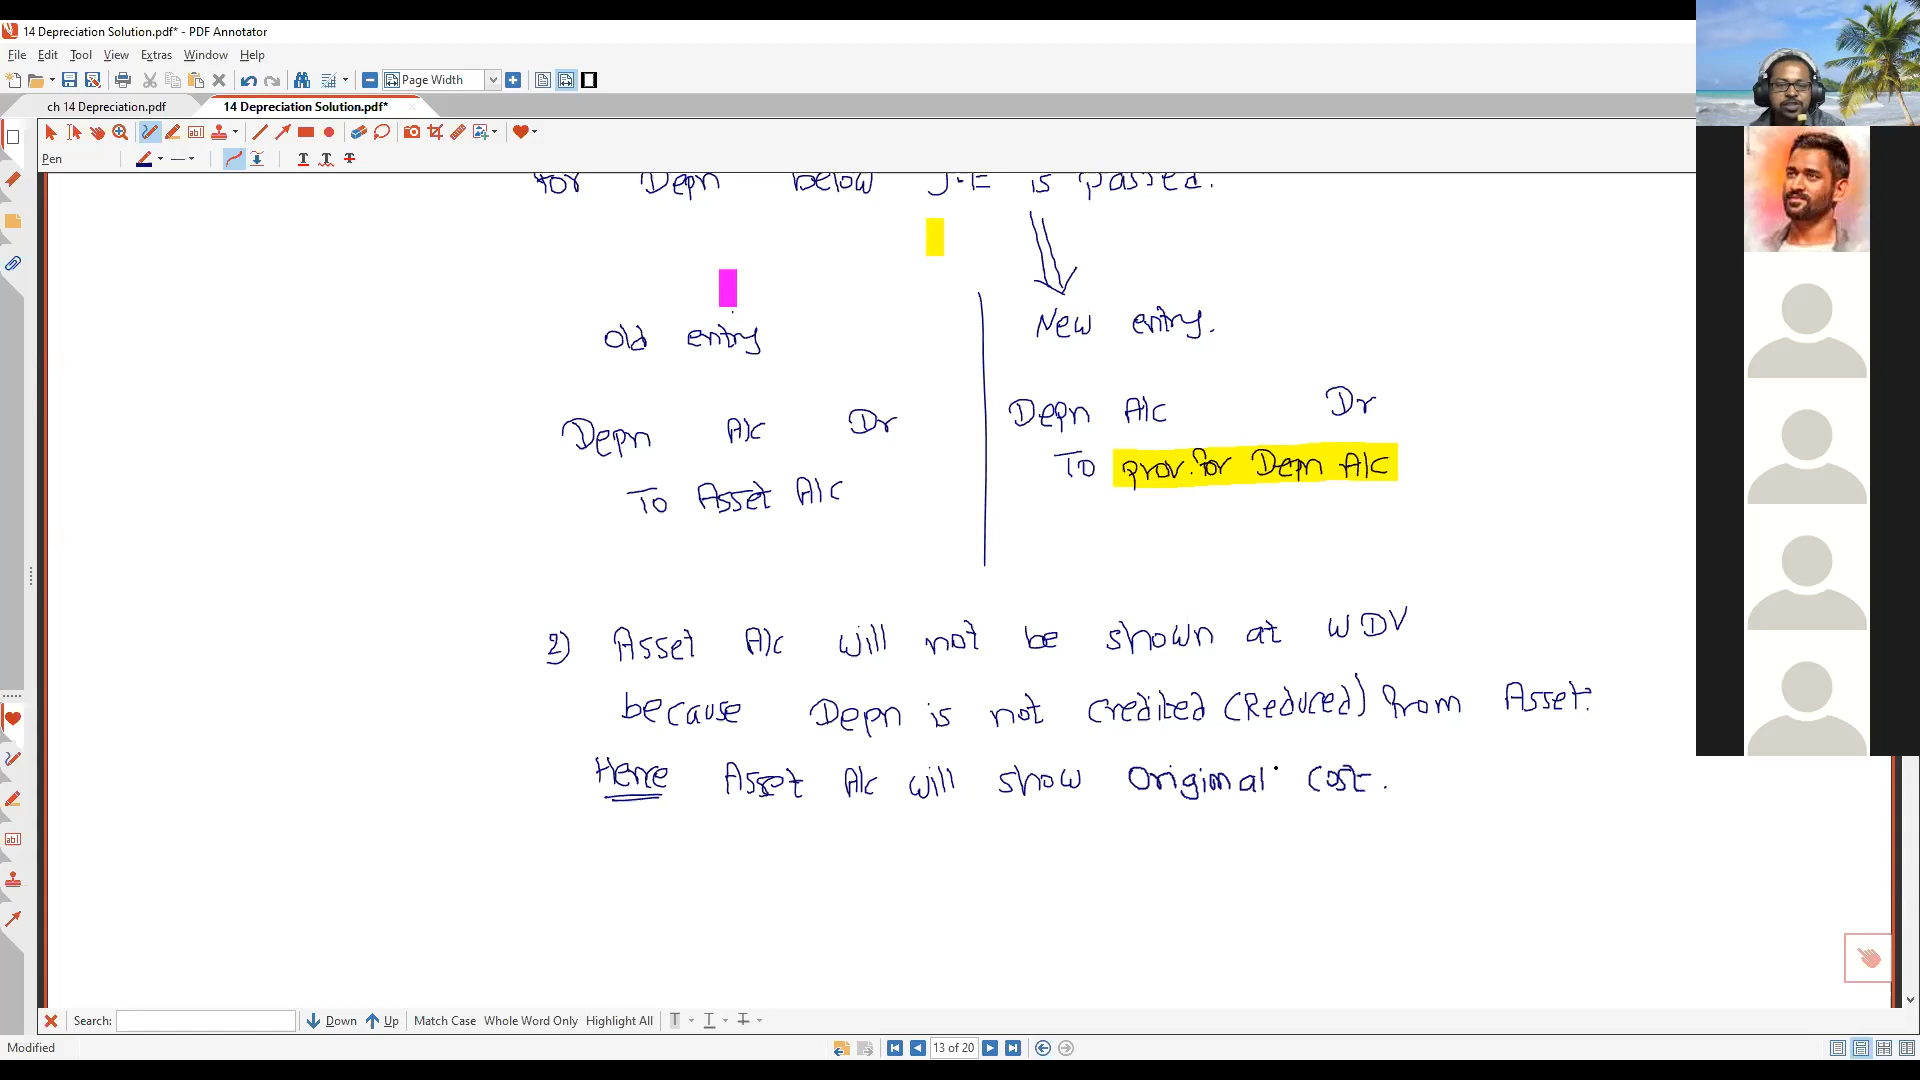 14 Depreciation Solution.pdf* - PDF Annotator
File Edit Tool View Extras Window Help
Page Width
ch 14 Depreciation.pdf
14 Depreciation Solution.pdf*
Pen
for Depn below J.E is passed.
Old entry
New entry.
Depn A/c Dr
To Asset A/c
Depn A/c Dr
To prov. for Depn A/c
2) Asset A/c will not be shown at WDV
because Depn is not credited (Reduced) from Asset.
Hence Asset A/c will show Original cost.
Search: Down Up Match Case Whole Word Only Highlight All
Modified
13 of 20